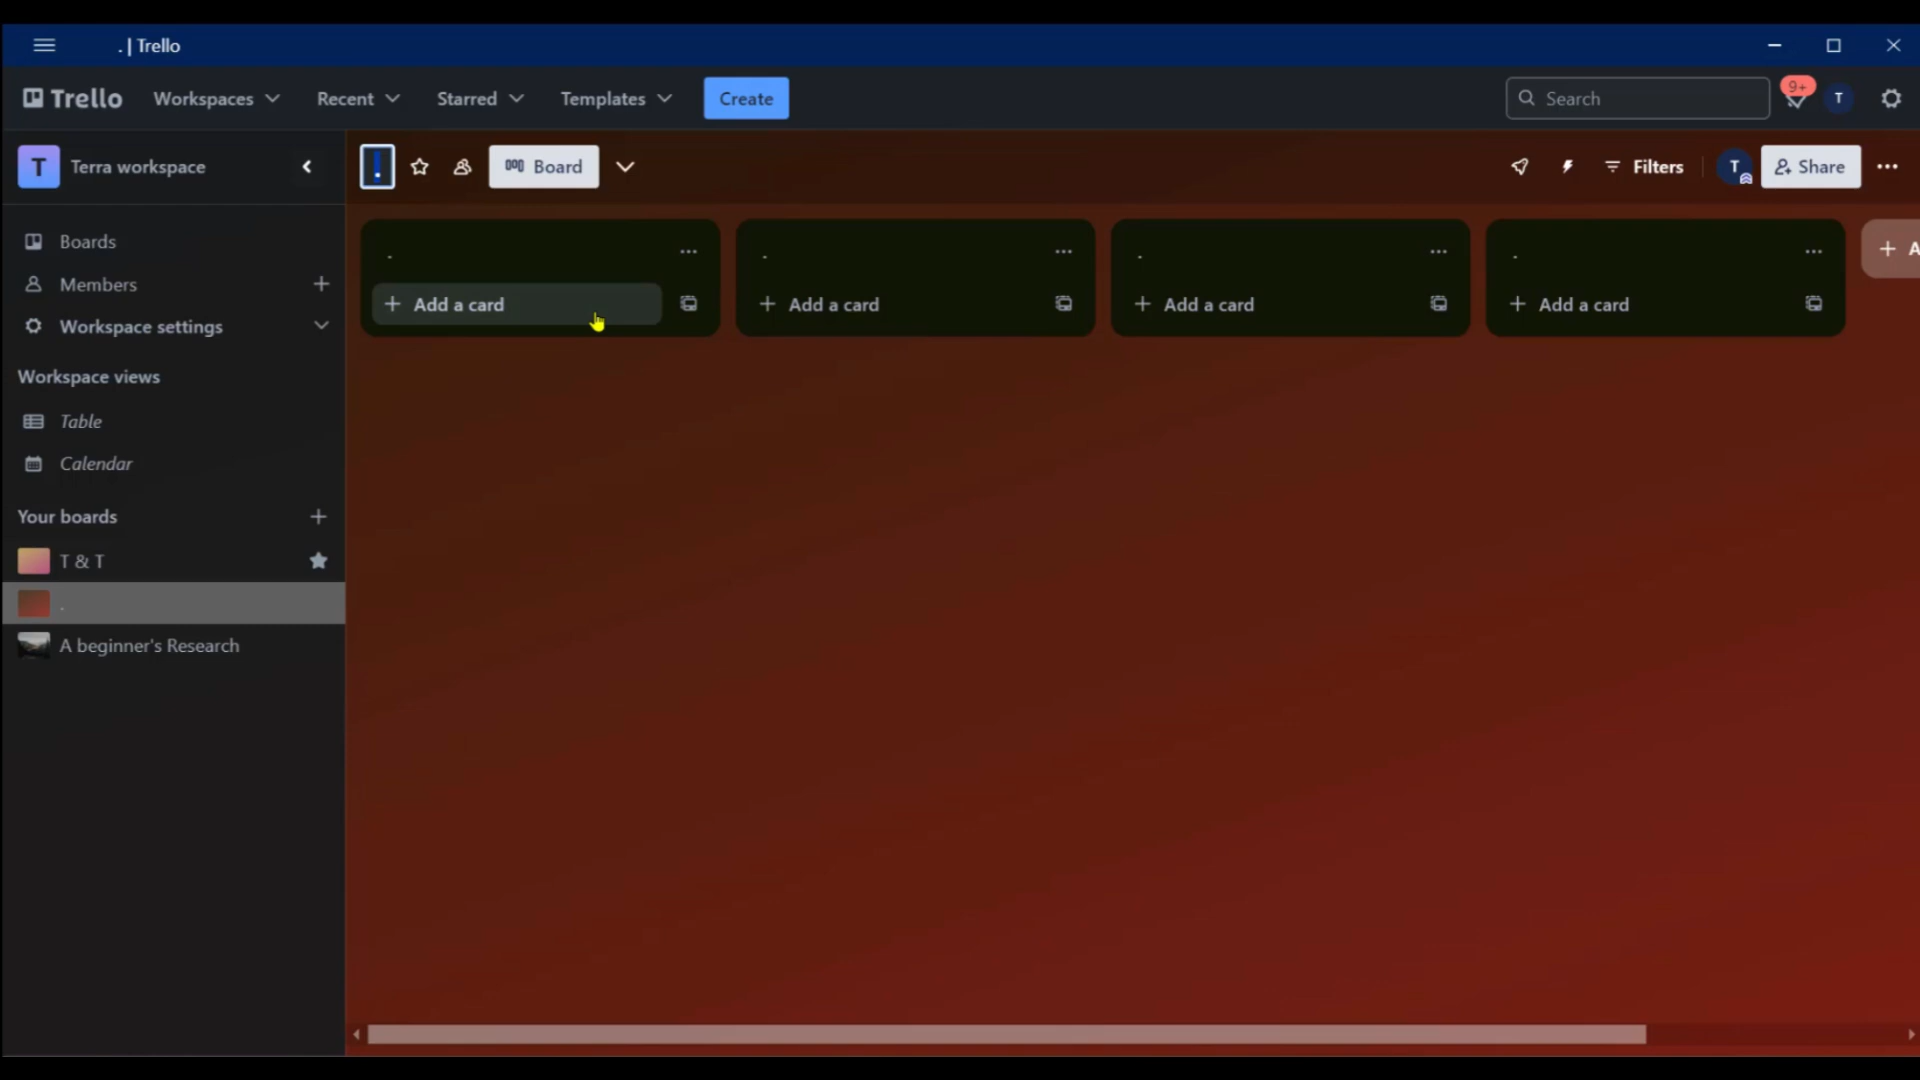 . | Trello
Trello Workspaces Recent Starred Templates Create Search 9+ T
T Terra workspace . Board Filters T Share
Boards
Members
Workspace settings
Workspace views
Table
Calendar
Your boards
T & T
.
A beginner's Research
. . . .
Add a card Add a card Add a card Add a card
A